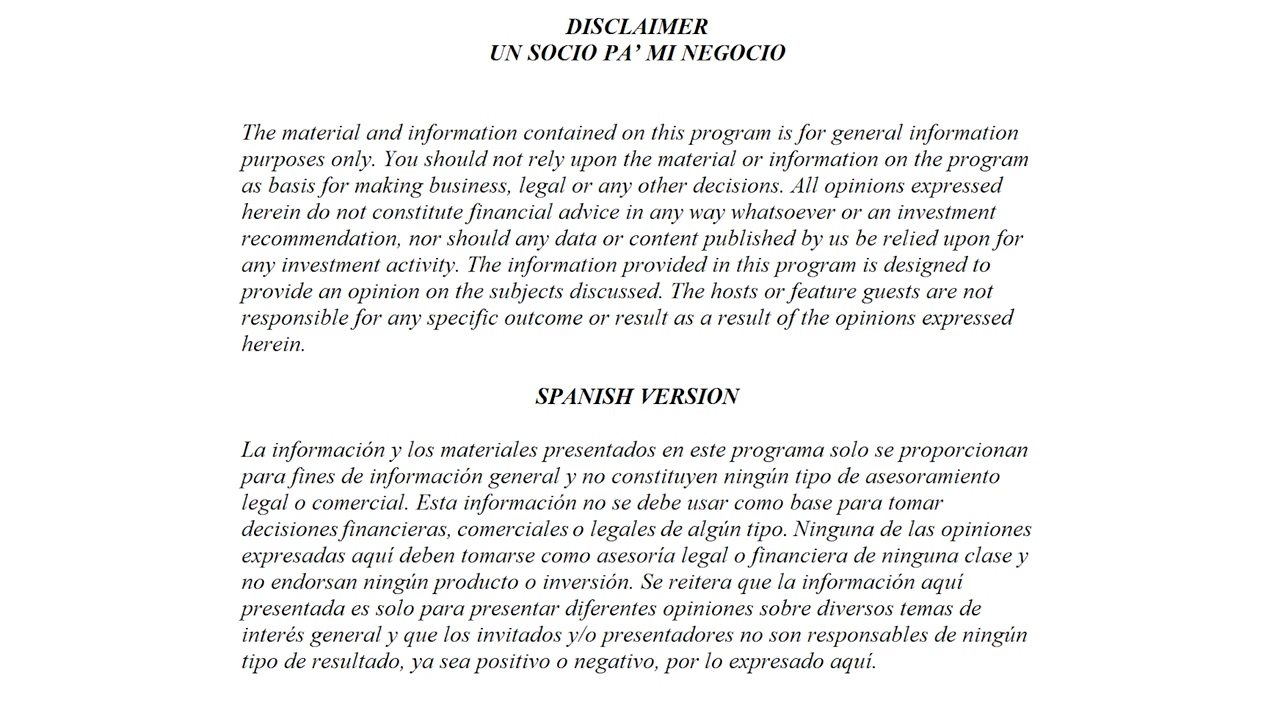 DISCLAIMER
UN SOCIO PA’ MI NEGOCIO
The material and information contained on this program is for general information
purposes only. You should not rely upon the material or information on the program
as basis for making business, legal or any other decisions. All opinions expressed
herein do not constitute financial advice in any way whatsoever or an investment
recommendation, nor should any data or content published by us be relied upon for
any investment activity. The information provided in this program is designed to
provide an opinion on the subjects discussed. The hosts or feature guests are not
responsible for any specific outcome or result as a result of the opinions expressed
herein.
SPANISH VERSION
La información y los materiales presentados en este programa solo se proporcionan
para fines de información general y no constituyen ningún tipo de asesoramiento
legal o comercial. Esta información no se debe usar como base para tomar
decisiones financieras, comerciales o legales de algún tipo. Ninguna de las opiniones
expresadas aquí deben tomarse como asesoría legal o financiera de ninguna clase y
no endorsan ningún producto o inversión. Se reitera que la información aquí
presentada es solo para presentar diferentes opiniones sobre diversos temas de
interés general y que los invitados y/o presentadores no son responsables de ningún
tipo de resultado, ya sea positivo o negativo, por lo expresado aquí.